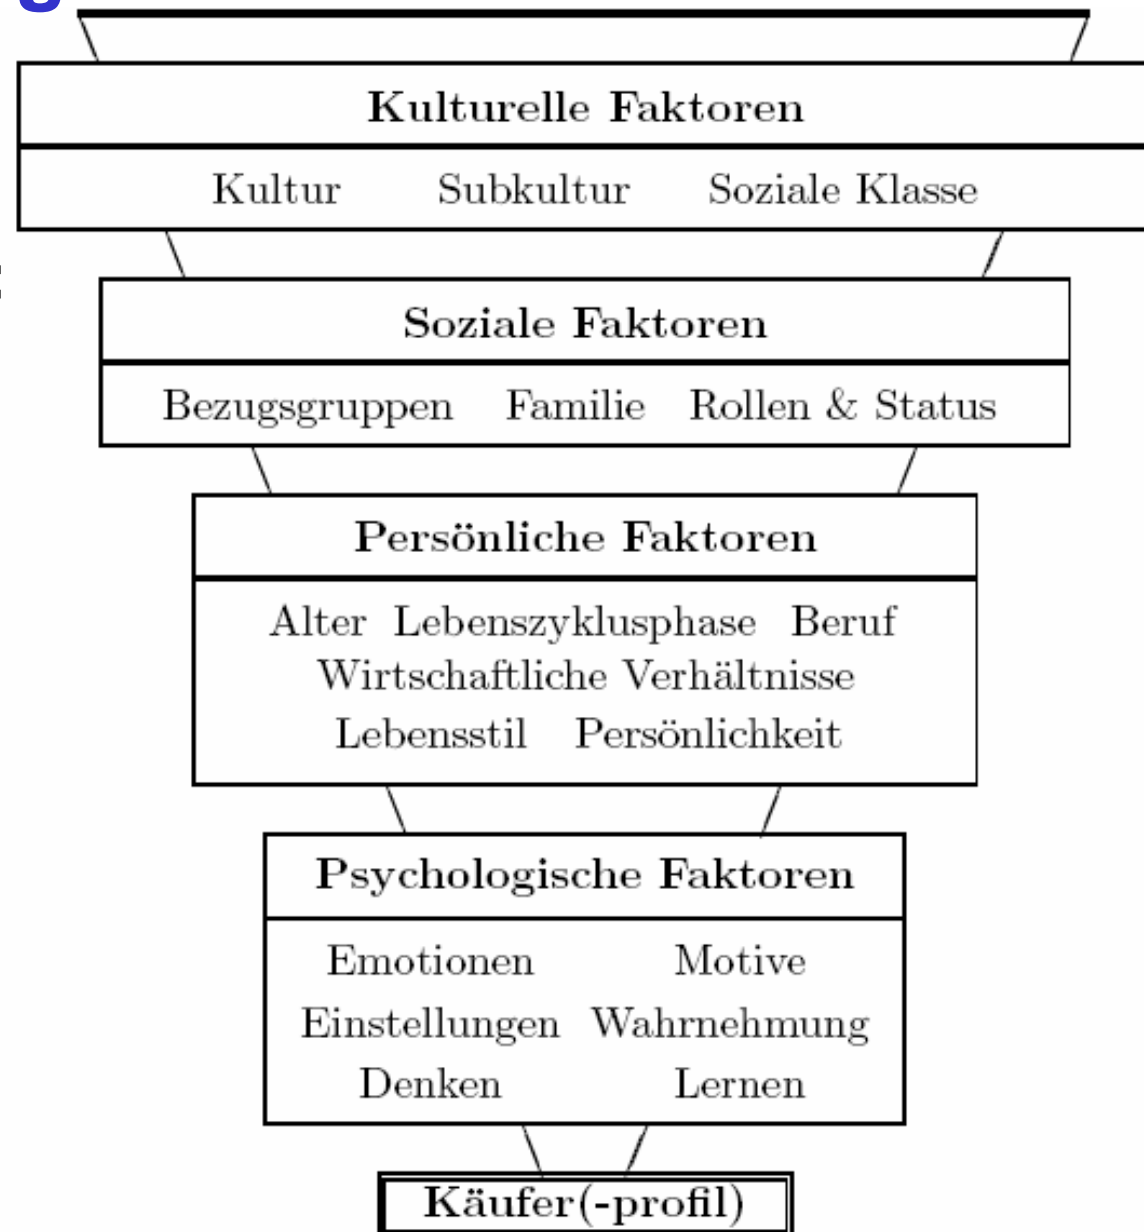 g
Kulturelle Faktoren
Kultur Subkultur Soziale Klasse
:
Soziale Faktoren
Bezugsgruppen Familie Rollen & Status
Persönliche Faktoren
Alter Lebenszyklusphase Beruf
Wirtschaftliche Verhältnisse
Lebensstil Persönlichkeit
Psychologische Faktoren
Emotionen Motive
Einstellungen Wahrnehmung
Denken Lernen
Käufer(-profil)